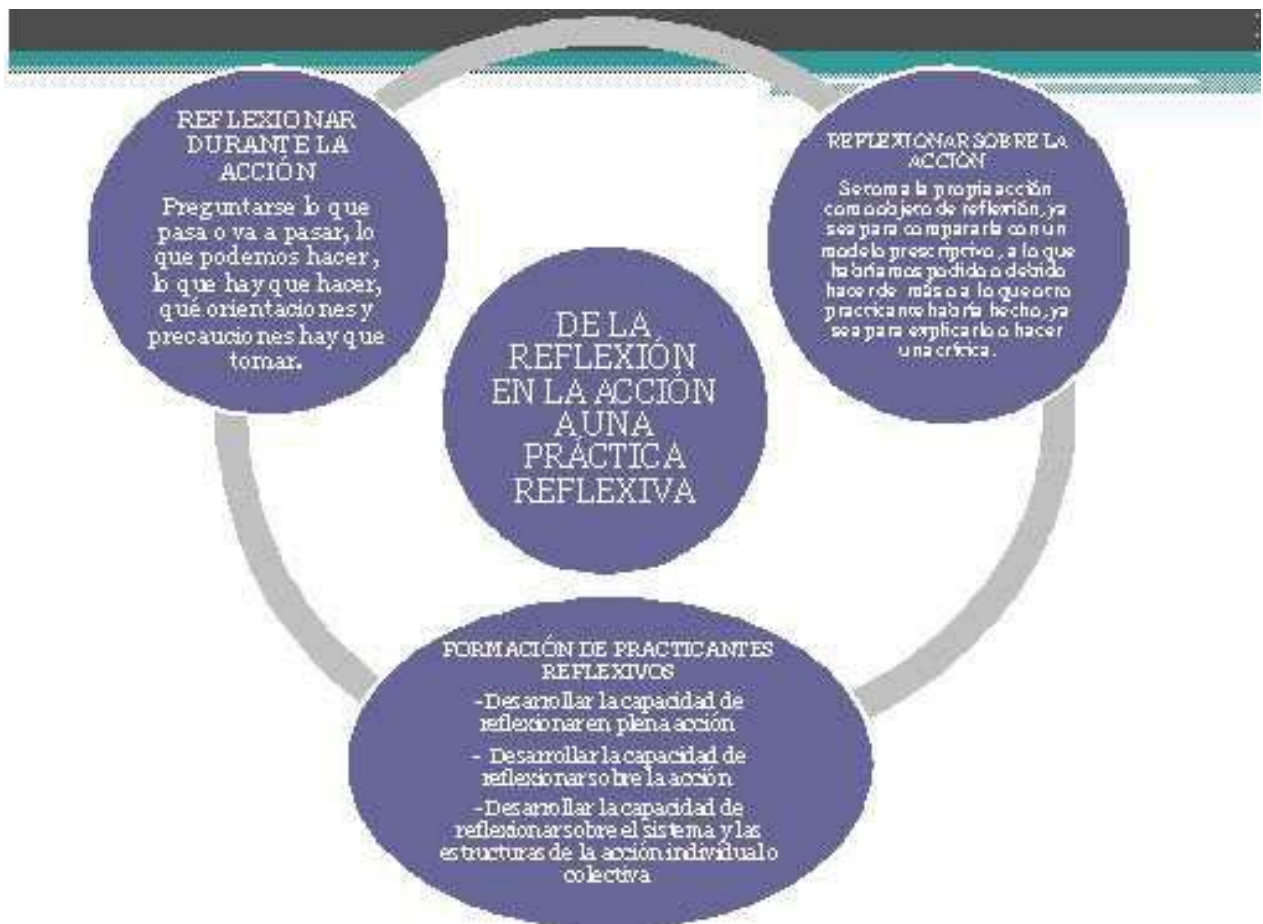 REFLEXIONAR
DURANTE LA
ACCIÓN
Preguntarse lo que
pasa o va a pasar, lo
que podemos hacer,
lo que hay que hacer,
qué orientaciones y
precauciones hay que
tomar.
REFLEXIONAR SOBRE LA
ACCIÓN
Se toma la propia acción
como objeto de reflexión, ya
sea para compararla con un
modelo prescriptivo, a lo que
habríamos podido o debido
hacer de más o a lo que otro
practicante habría hecho, ya
sea para explicarlo o hacer
una crítica.
DE LA
REFLEXIÓN
EN LA ACCIÓN
A UNA
PRÁCTICA
REFLEXIVA
FORMACIÓN DE PRACTICANTES
REFLEXIVOS
-Desarrollar la capacidad de
reflexionar en plena acción
- Desarrollar la capacidad de
reflexionar sobre la acción
-Desarrollar la capacidad de
reflexionar sobre el sistema y las
estructuras de la acción individual o
colectiva